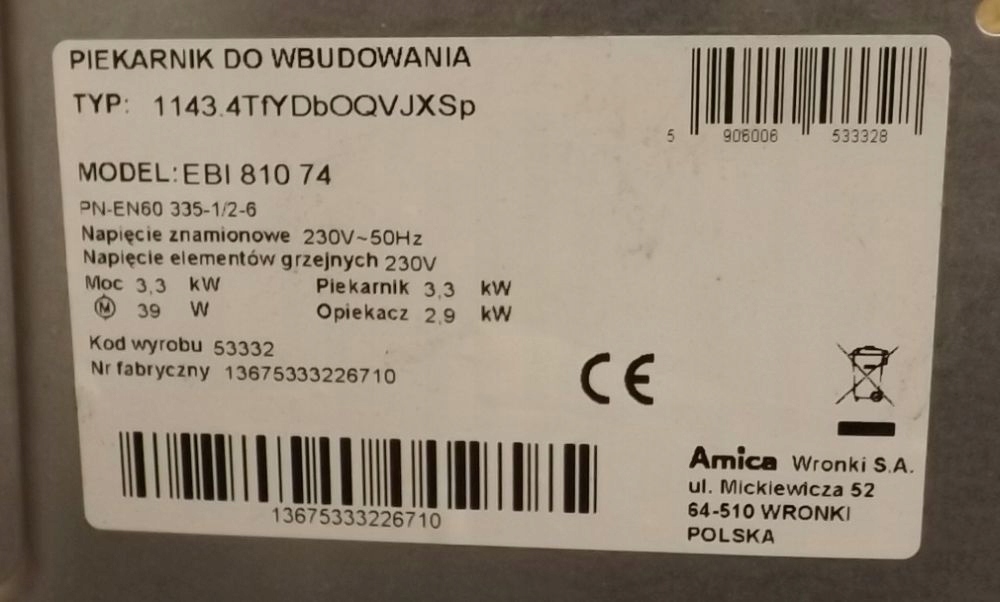 PIEKARNIK DO WBUDOWANIA
TYP: 1143.4TfYDbOQVJXSp
5 906006 533328
MODEL: EBI 810 74
PN-EN60 335-1/2-6
Napięcie znamionowe 230V~50Hz
Napięcie elementów grzejnych 230V
Moc 3,3 kW Piekarnik 3,3 kW
M 39 W Opiekacz 2,9 kW
Kod wyrobu 53332
Nr fabryczny 13675333226710
CE
13675333226710
Amica Wronki S.A.
ul. Mickiewicza 52
64-510 WRONKI
POLSKA